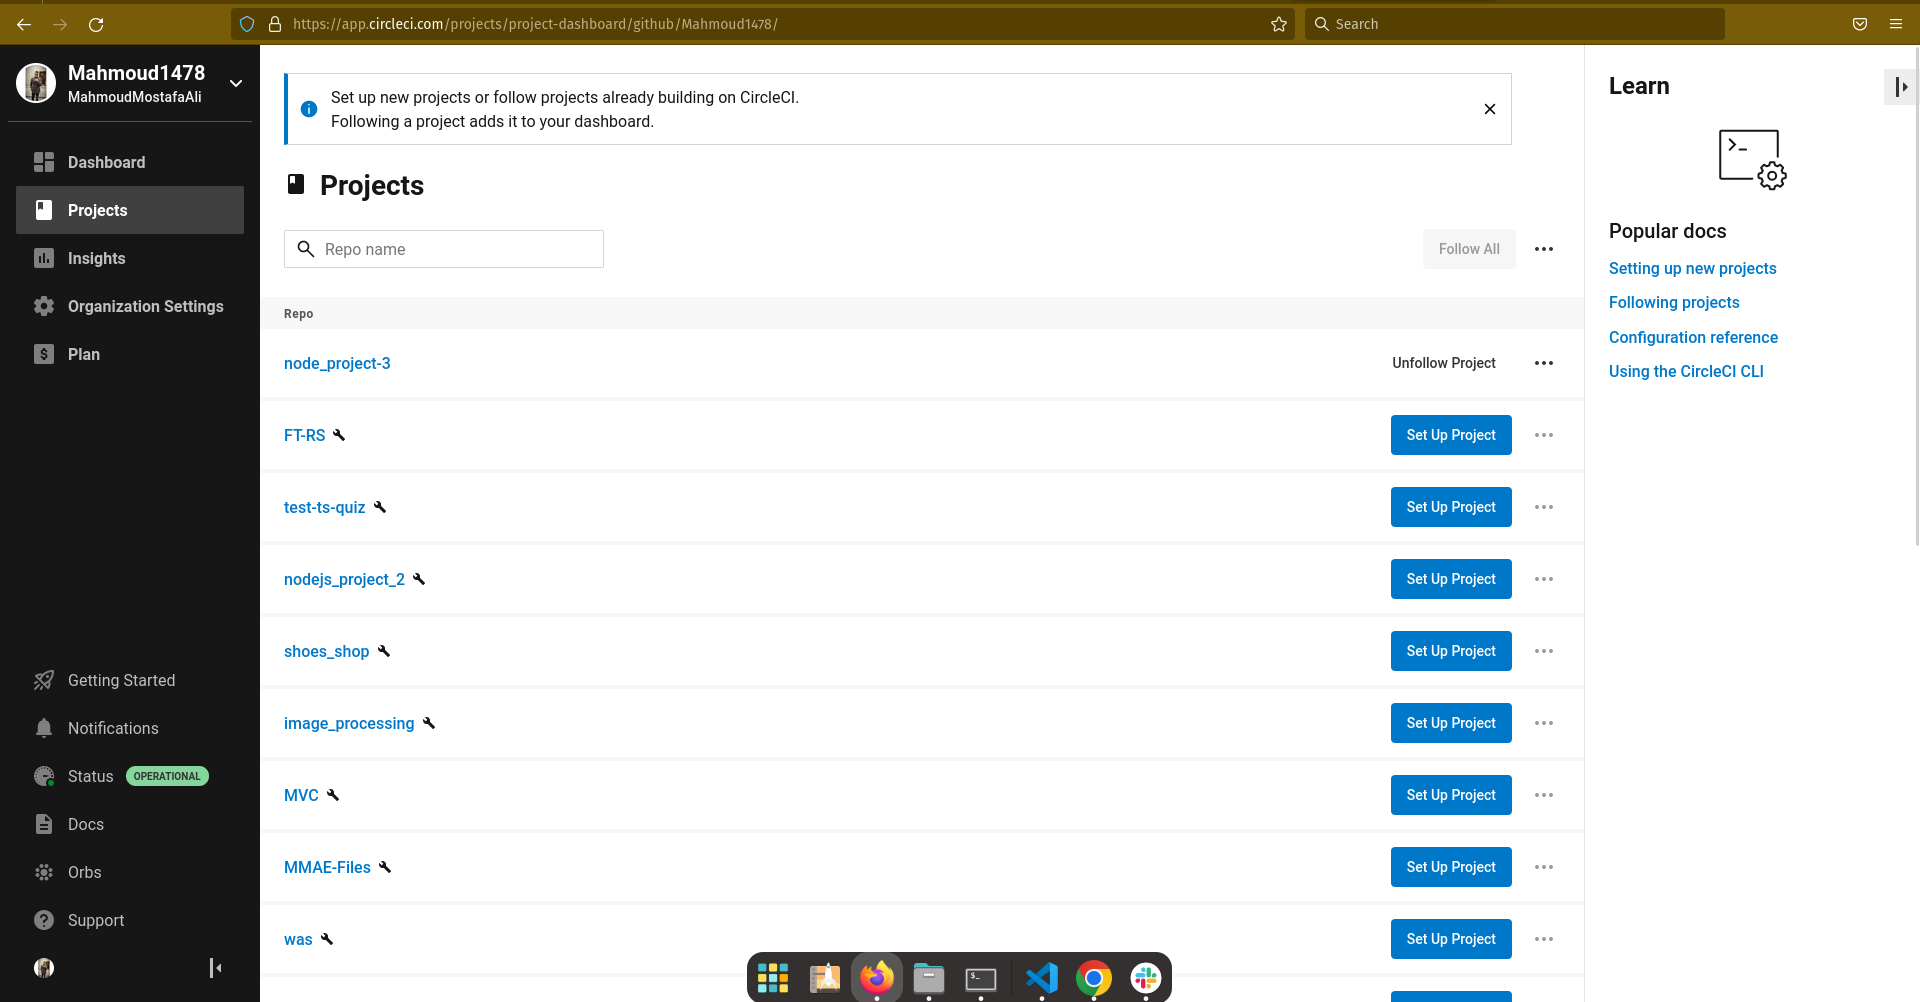 https://app.circleci.com/projects/project-dashboard/github/Mahmoud1478/
Search
Mahmoud1478
MahmoudMostafaAli
Dashboard
Projects
Insights
Organization Settings
Plan
Getting Started
Notifications
Status OPERATIONAL
Docs
Orbs
Support
Set up new projects or follow projects already building on CircleCI.
Following a project adds it to your dashboard.
Projects
Repo name
Follow All
Repo
node_project-3 Unfollow Project
FT-RS Set Up Project
test-ts-quiz Set Up Project
nodejs_project_2 Set Up Project
shoes_shop Set Up Project
image_processing Set Up Project
MVC Set Up Project
MMAE-Files Set Up Project
was Set Up Project
Learn
Popular docs
Setting up new projects
Following projects
Configuration reference
Using the CircleCI CLI